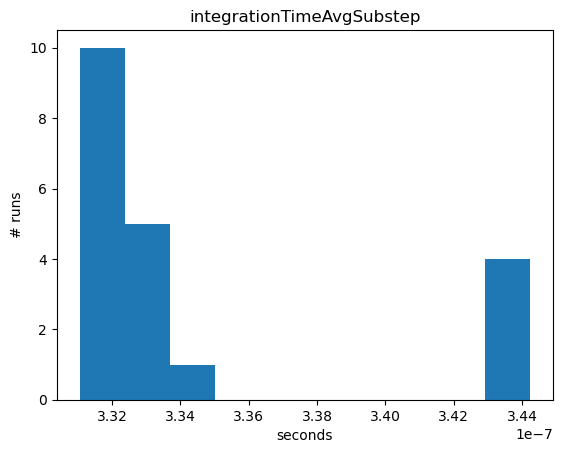 integrationTimeAvgSubstep
10
8
6
4
2
0
# runs
3.32 3.34 3.36 3.38 3.40 3.42 3.44
1e−7
seconds